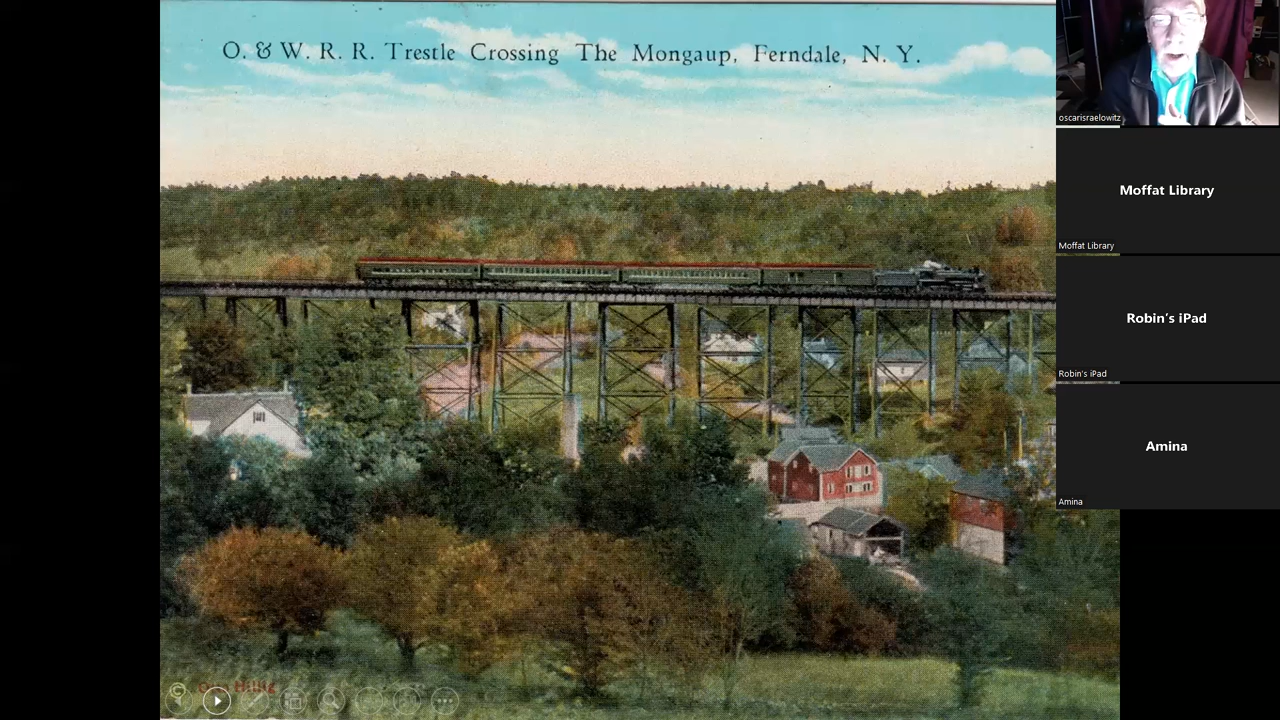 O. & W. R. R. Trestle Crossing The Mongaup, Ferndale, N. Y.
oscarisraelowitz
Moffat Library
Moffat Library
Robin's iPad
Robin's iPad
Amina
Amina
©